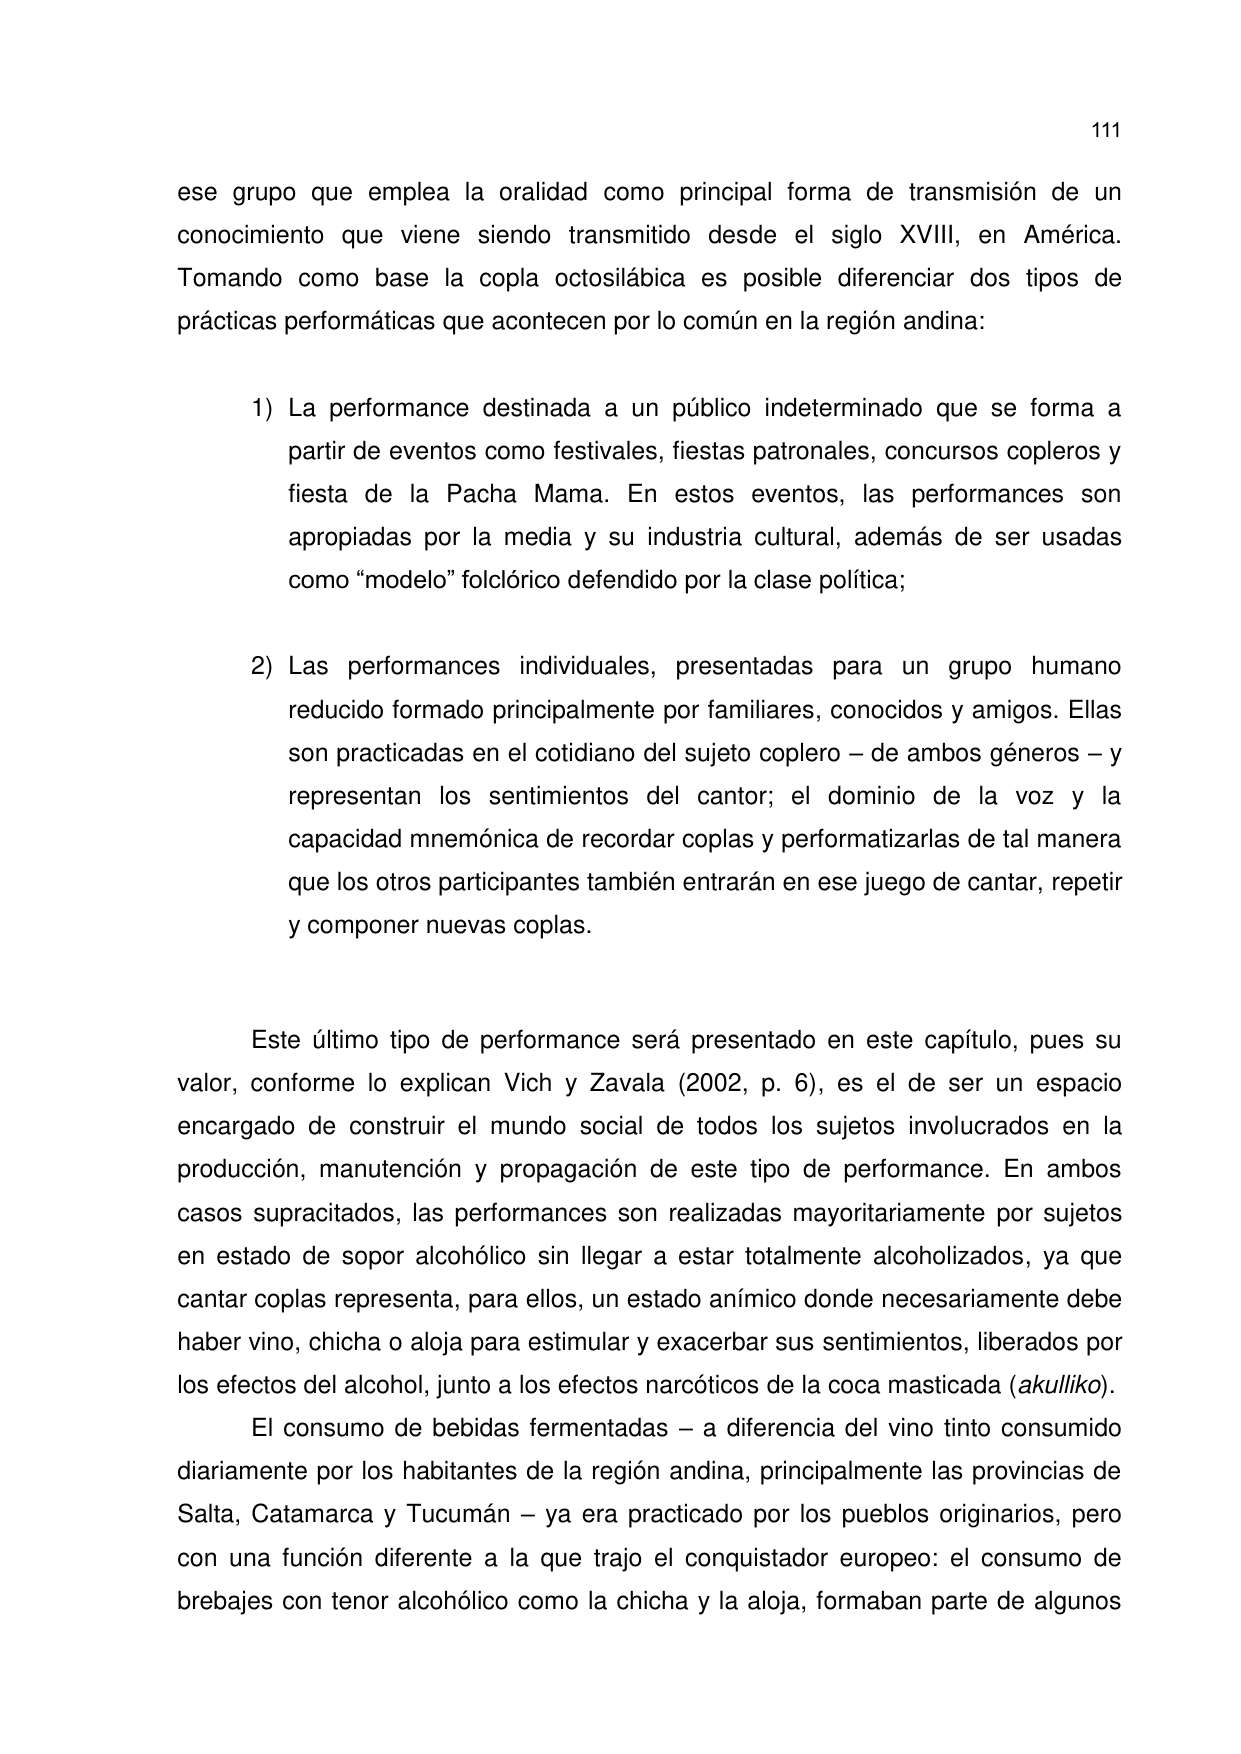 111
ese grupo que emplea la oralidad como principal forma de transmisión de un
conocimiento que viene siendo transmitido desde el siglo XVIII, en América.
Tomando como base la copla octosilábica es posible diferenciar dos tipos de
prácticas performáticas que acontecen por lo común en la región andina:
1) La performance destinada a un público indeterminado que se forma a
partir de eventos como festivales, fiestas patronales, concursos copleros y
fiesta de la Pacha Mama. En estos eventos, las performances son
apropiadas por la media y su industria cultural, además de ser usadas
como “modelo” folclórico defendido por la clase política;
2) Las performances individuales, presentadas para un grupo humano
reducido formado principalmente por familiares, conocidos y amigos. Ellas
son practicadas en el cotidiano del sujeto coplero – de ambos géneros – y
representan los sentimientos del cantor; el dominio de la voz y la
capacidad mnemónica de recordar coplas y performatizarlas de tal manera
que los otros participantes también entrarán en ese juego de cantar, repetir
y componer nuevas coplas.
Este último tipo de performance será presentado en este capítulo, pues su
valor, conforme lo explican Vich y Zavala (2002, p. 6), es el de ser un espacio
encargado de construir el mundo social de todos los sujetos involucrados en la
producción, manutención y propagación de este tipo de performance. En ambos
casos supracitados, las performances son realizadas mayoritariamente por sujetos
en estado de sopor alcohólico sin llegar a estar totalmente alcoholizados, ya que
cantar coplas representa, para ellos, un estado anímico donde necesariamente debe
haber vino, chicha o aloja para estimular y exacerbar sus sentimientos, liberados por
los efectos del alcohol, junto a los efectos narcóticos de la coca masticada (akulliko).
El consumo de bebidas fermentadas – a diferencia del vino tinto consumido
diariamente por los habitantes de la región andina, principalmente las provincias de
Salta, Catamarca y Tucumán – ya era practicado por los pueblos originarios, pero
con una función diferente a la que trajo el conquistador europeo: el consumo de
brebajes con tenor alcohólico como la chicha y la aloja, formaban parte de algunos